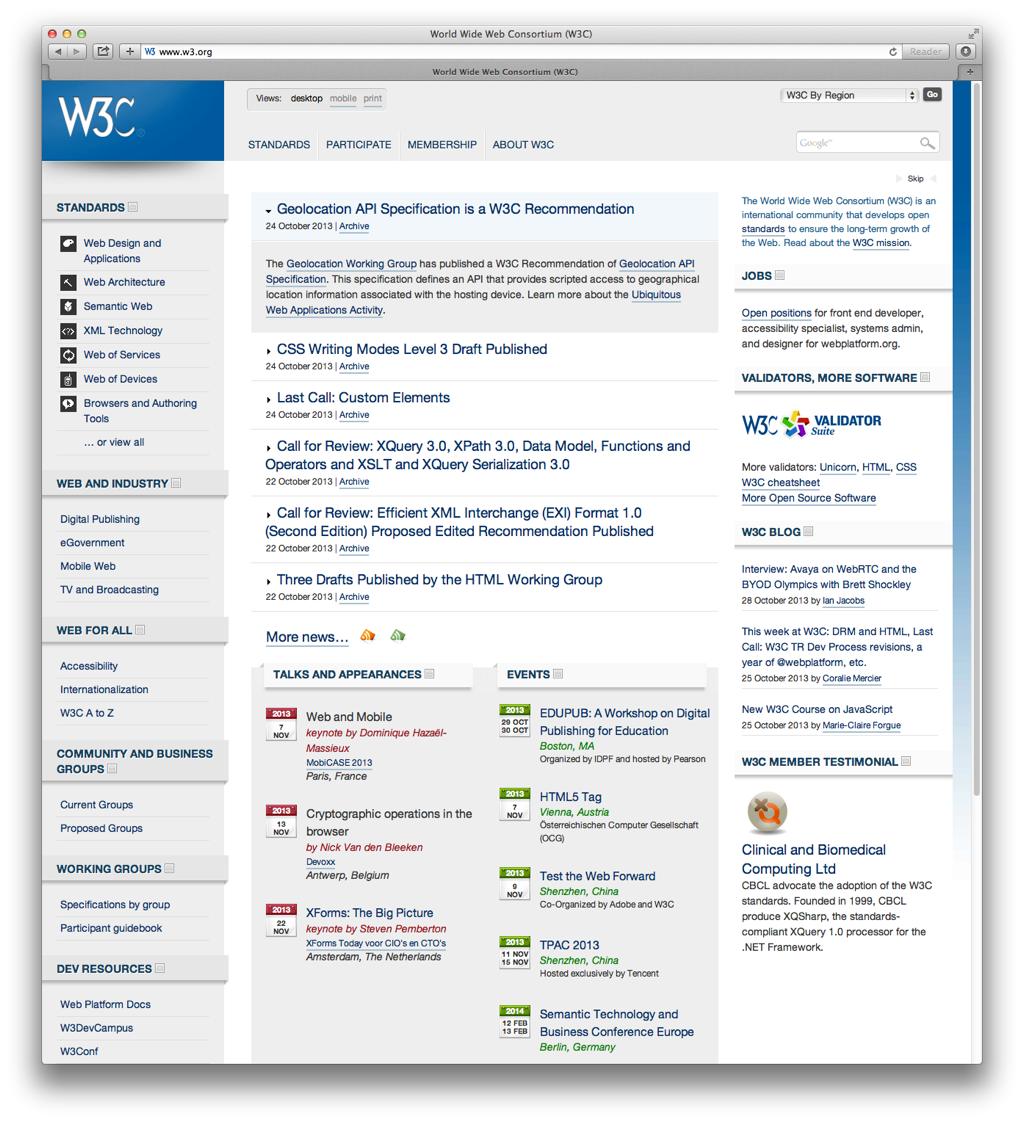 World Wide Web Consortium (W3C)
W3 www.w3.org
Reader
World Wide Web Consortium (W3C)
W3C
Views: desktop mobile print
W3C By Region
Go
STANDARDS PARTICIPATE MEMBERSHIP ABOUT W3C
Google™
Skip
STANDARDS
Web Design and
Applications
Web Architecture
Semantic Web
XML Technology
Web of Services
Web of Devices
Browsers and Authoring
Tools
... or view all
WEB AND INDUSTRY
Digital Publishing
eGovernment
Mobile Web
TV and Broadcasting
WEB FOR ALL
Accessibility
Internationalization
W3C A to Z
COMMUNITY AND BUSINESS
GROUPS
Current Groups
Proposed Groups
WORKING GROUPS
Specifications by group
Participant guidebook
DEV RESOURCES
Web Platform Docs
W3DevCampus
W3Conf
Geolocation API Specification is a W3C Recommendation
24 October 2013 | Archive
The Geolocation Working Group has published a W3C Recommendation of Geolocation API
Specification. This specification defines an API that provides scripted access to geographical
location information associated with the hosting device. Learn more about the Ubiquitous
Web Applications Activity.
CSS Writing Modes Level 3 Draft Published
24 October 2013 | Archive
Last Call: Custom Elements
24 October 2013 | Archive
Call for Review: XQuery 3.0, XPath 3.0, Data Model, Functions and
Operators and XSLT and XQuery Serialization 3.0
22 October 2013 | Archive
Call for Review: Efficient XML Interchange (EXI) Format 1.0
(Second Edition) Proposed Edited Recommendation Published
22 October 2013 | Archive
Three Drafts Published by the HTML Working Group
22 October 2013 | Archive
More news...
TALKS AND APPEARANCES
2013
7
NOV
Web and Mobile
keynote by Dominique Hazaël-
Massieux
MobiCASE 2013
Paris, France
2013
13
NOV
Cryptographic operations in the
browser
by Nick Van den Bleeken
Devoxx
Antwerp, Belgium
2013
22
NOV
XForms: The Big Picture
keynote by Steven Pemberton
XForms Today voor CIO's en CTO's
Amsterdam, The Netherlands
EVENTS
2013
29 OCT
30 OCT
EDUPUB: A Workshop on Digital
Publishing for Education
Boston, MA
Organized by IDPF and hosted by Pearson
2013
7
NOV
HTML5 Tag
Vienna, Austria
Österreichischen Computer Gesellschaft
(OCG)
2013
9
NOV
Test the Web Forward
Shenzhen, China
Co-Organized by Adobe and W3C
2013
11 NOV
15 NOV
TPAC 2013
Shenzhen, China
Hosted exclusively by Tencent
2014
12 FEB
13 FEB
Semantic Technology and
Business Conference Europe
Berlin, Germany
The World Wide Web Consortium (W3C) is an
international community that develops open
standards to ensure the long-term growth of
the Web. Read about the W3C mission.
JOBS
Open positions for front end developer,
accessibility specialist, systems admin,
and designer for webplatform.org.
VALIDATORS, MORE SOFTWARE
W3C VALIDATOR
Suite
More validators: Unicorn, HTML, CSS
W3C cheatsheet
More Open Source Software
W3C BLOG
Interview: Avaya on WebRTC and the
BYOD Olympics with Brett Shockley
28 October 2013 by Ian Jacobs
This week at W3C: DRM and HTML, Last
Call: W3C TR Dev Process revisions, a
year of @webplatform, etc.
25 October 2013 by Coralie Mercier
New W3C Course on JavaScript
25 October 2013 by Marie-Claire Forgue
W3C MEMBER TESTIMONIAL
Clinical and Biomedical
Computing Ltd
CBCL advocate the adoption of the W3C
standards. Founded in 1999, CBCL
produce XQSharp, the standards-
compliant XQuery 1.0 processor for the
.NET Framework.